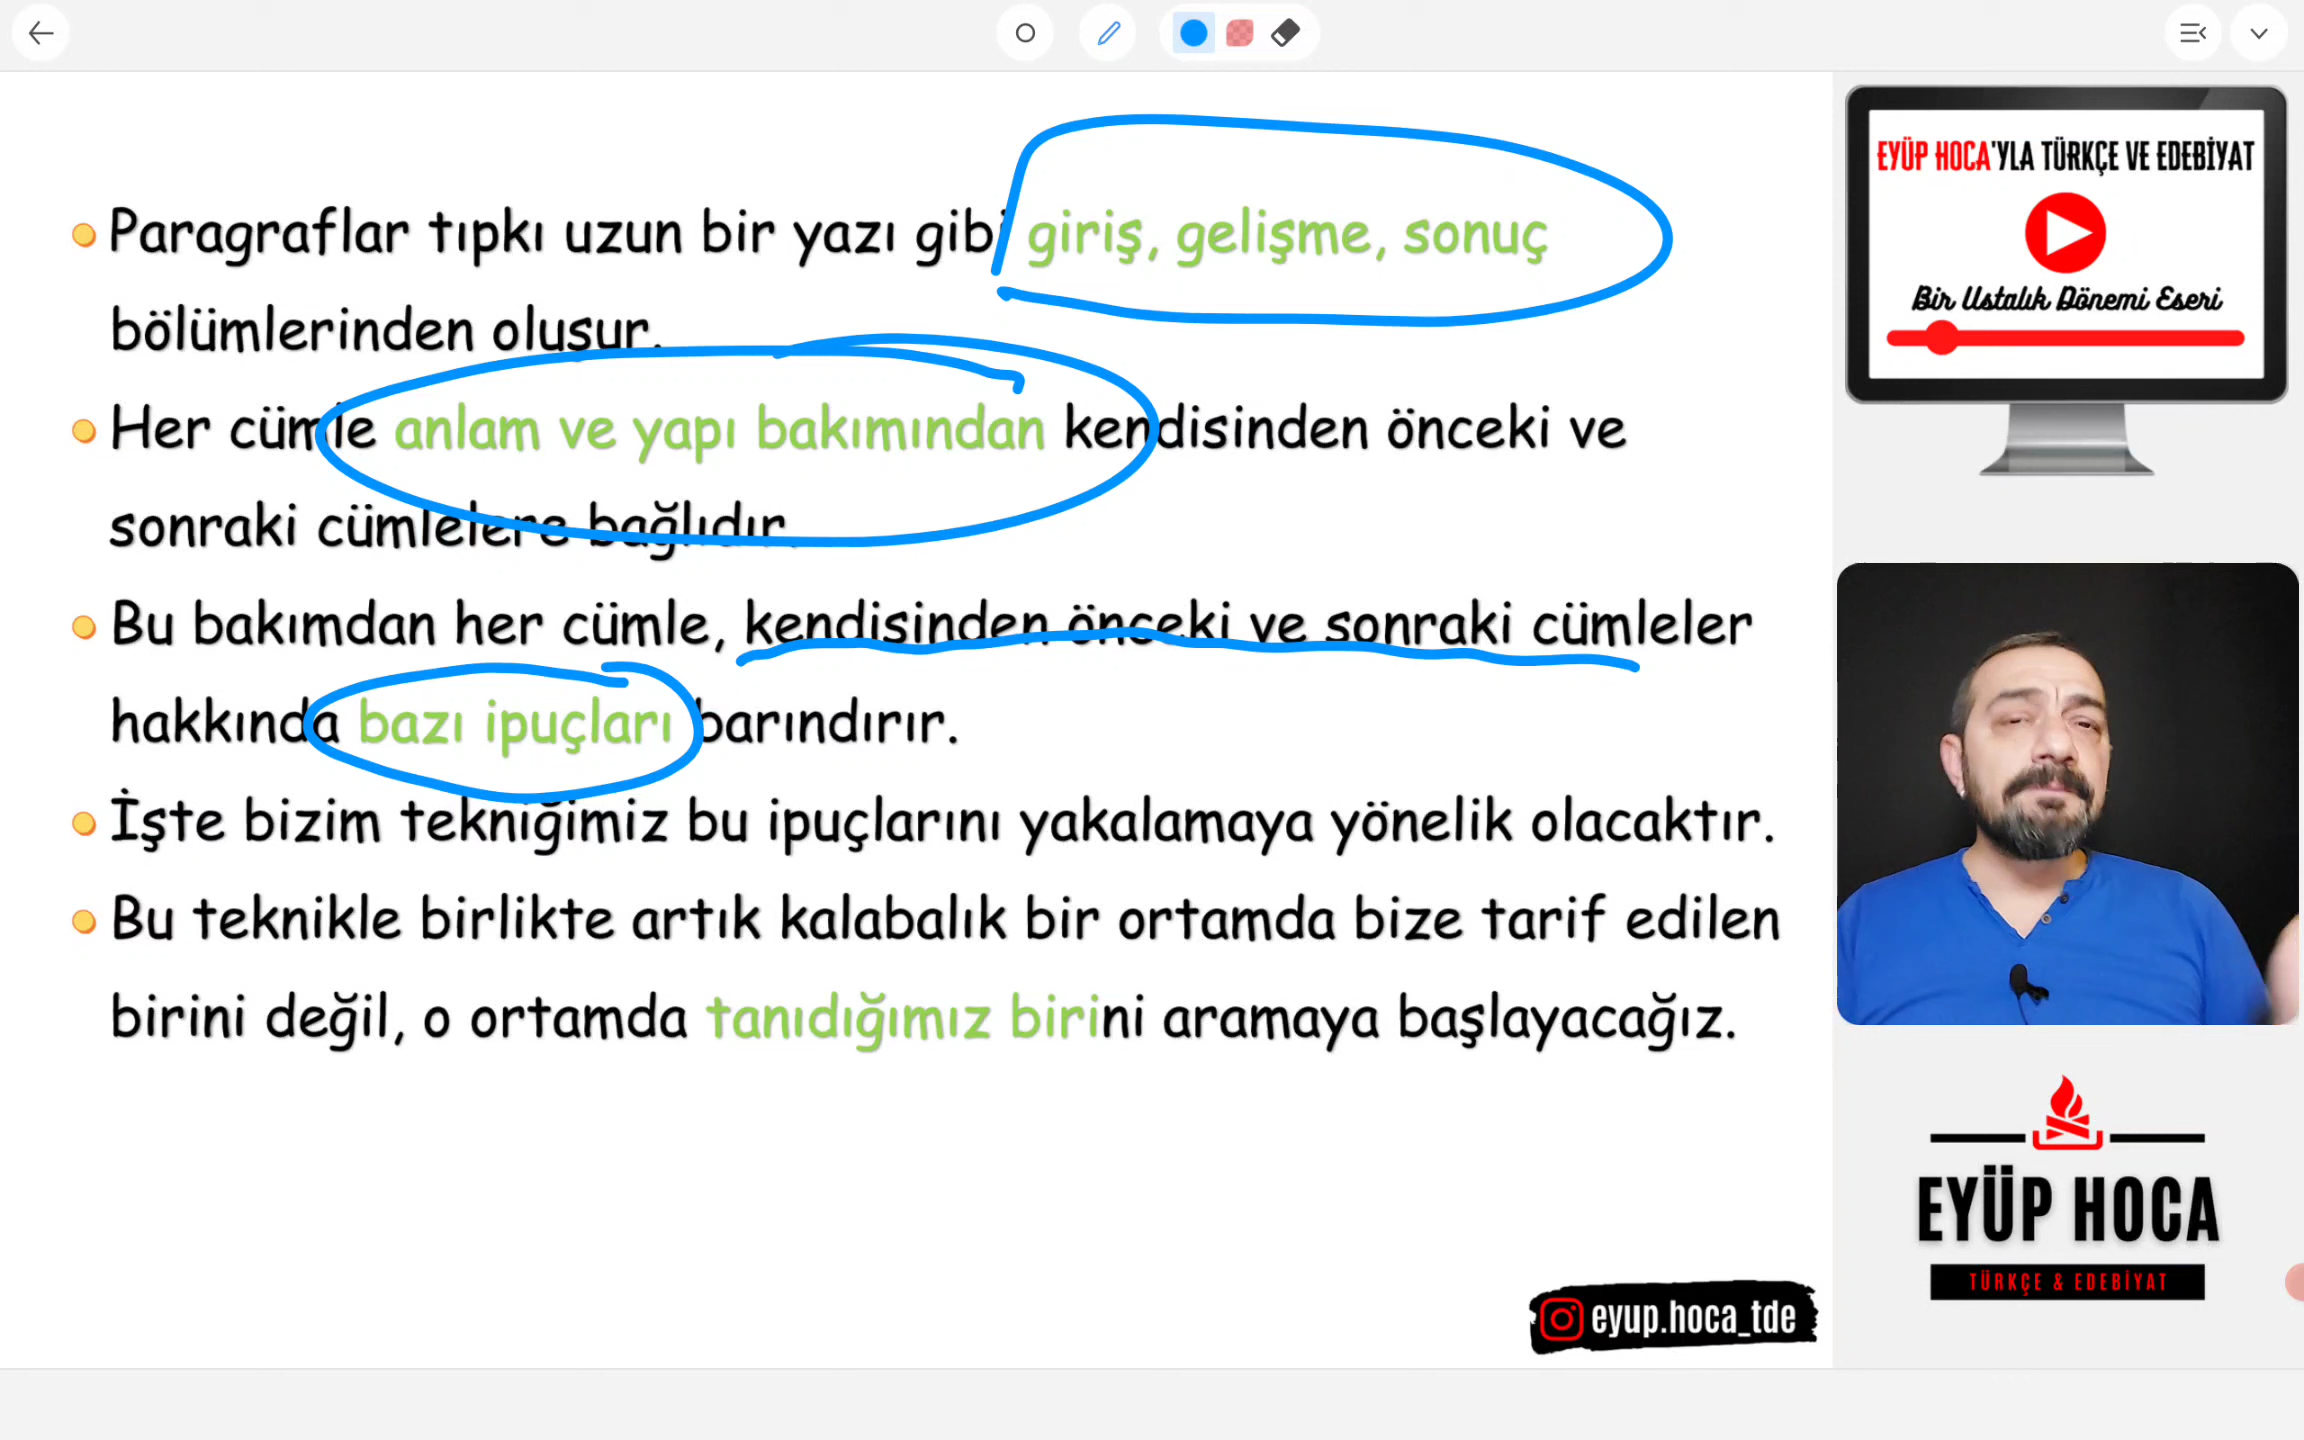 Paragraflar tıpkı uzun bir yazı gibi giriş, gelişme, sonuç
bölümlerinden oluşur.
Her cümle anlam ve yapı bakımından kendisinden önceki ve
sonraki cümlelere bağlıdır.
Bu bakımdan her cümle, kendisinden önceki ve sonraki cümleler
hakkında bazı ipuçları barındırır.
İşte bizim tekniğimiz bu ipuçlarını yakalamaya yönelik olacaktır.
Bu teknikle birlikte artık kalabalık bir ortamda bize tarif edilen
birini değil, o ortamda tanıdığımız birini aramaya başlayacağız.
eyup.hoca_tde
EYÜP HOCA'YLA TÜRKÇE VE EDEBİYAT
Bir Ustalık Dönemi Eseri
EYÜP HOCA
TÜRKÇE & EDEBİYAT